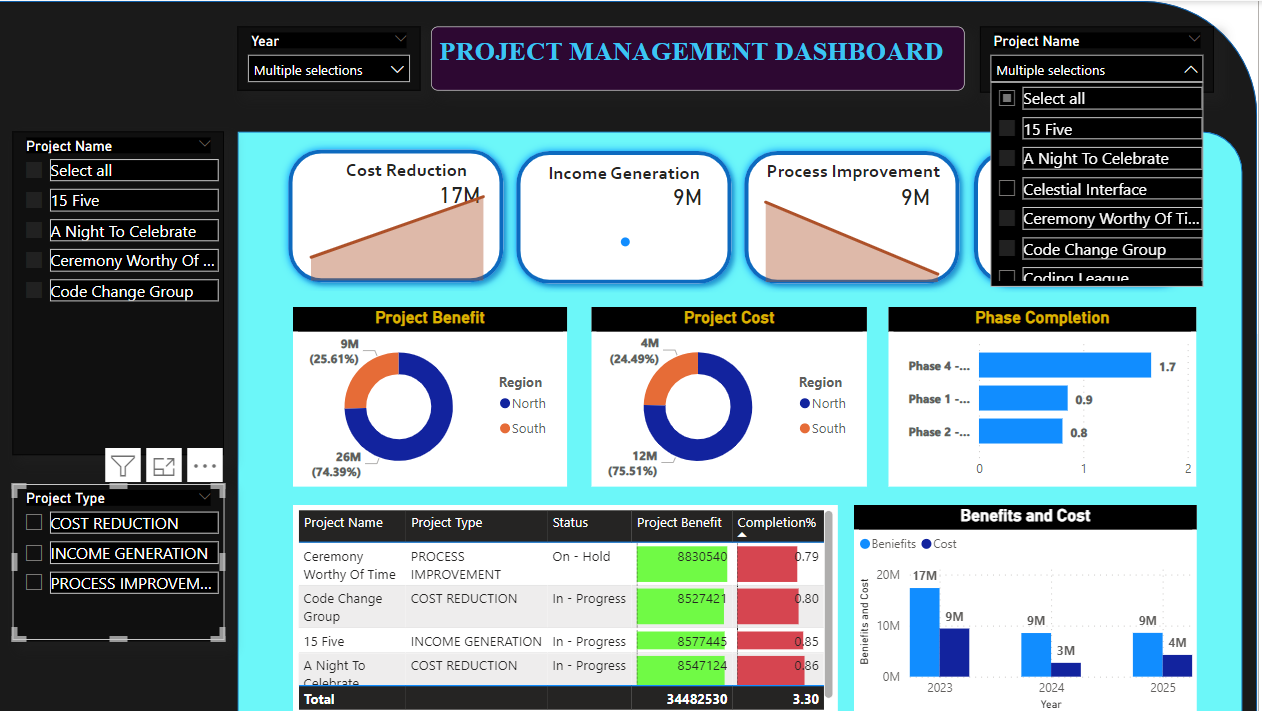 Year
Multiple selections
PROJECT MANAGEMENT DASHBOARD
Project Name
Multiple selections
Select all
15 Five
A Night To Celebrate
Celestial Interface
Ceremony Worthy Of Ti...
Code Change Group
Coding League
Project Name
Select all
15 Five
A Night To Celebrate
Ceremony Worthy Of ...
Code Change Group
Project Type
COST REDUCTION
INCOME GENERATION
PROCESS IMPROVEM...
Cost Reduction
17M
Income Generation
9M
Process Improvement
9M
Project Benefit
9M
(25.61%)
26M
(74.39%)
Region
North
South
Project Cost
4M
(24.49%)
12M
(75.51%)
Region
North
South
Phase Completion
Phase 4 -... 1.7
Phase 1 -... 0.9
Phase 2 -... 0.8
0 1 2
Project Name Project Type Status Project Benefit Completion%
Ceremony PROCESS On - Hold 8830540 0.79
Worthy Of Time IMPROVEMENT
Code Change COST REDUCTION In - Progress 8527421 0.80
Group
15 Five INCOME GENERATION In - Progress 8577445 0.85
A Night To COST REDUCTION In - Progress 8547124 0.86
Celebrate
Total 34482530 3.30
Benefits and Cost
Benifits Cost
Benifits and Cost
20M
10M
0M
17M
9M
9M
3M
9M
4M
2023 2024 2025
Year